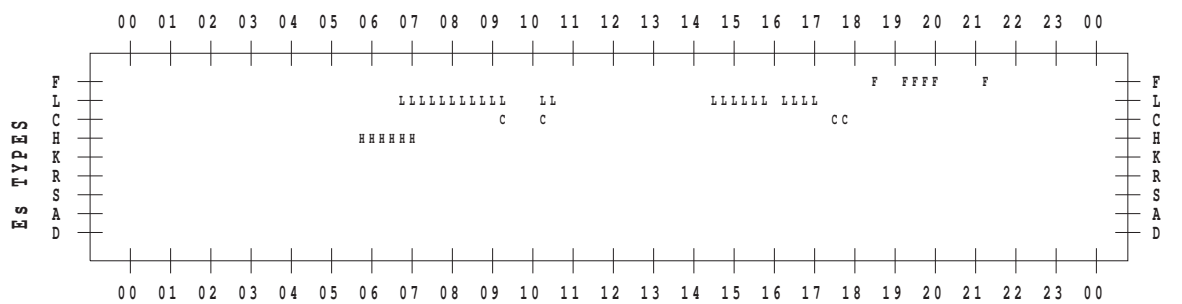 00 01 02 03 04 05 06 07 08 09 10 11 12 13 14 15 16 17 18 19 20 21 22 23 00
F F FFFF F F
L LLLLLLLLLLL LL LLLLLL LLLL L
C C C CC C
H HHHHHH H
K K
R R
S S
A A
D D
Es TYPES
00 01 02 03 04 05 06 07 08 09 10 11 12 13 14 15 16 17 18 19 20 21 22 23 00